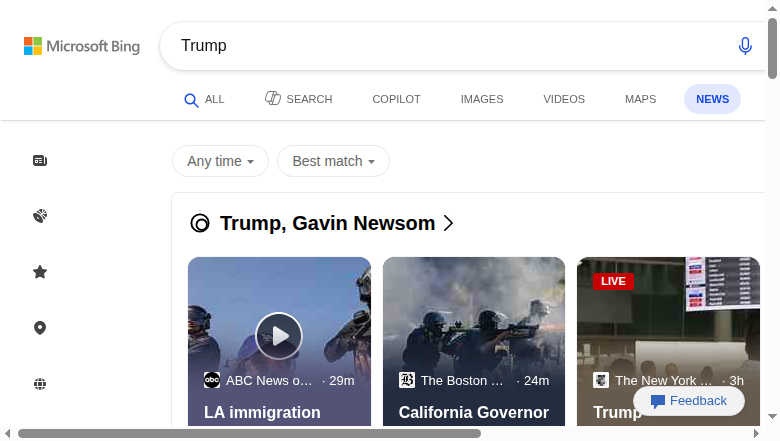 Microsoft Bing
Trump
ALL
SEARCH
COPILOT
IMAGES
VIDEOS
MAPS
NEWS
Any time
Best match
Trump, Gavin Newsom
LIVE
abc
ABC News o... · 29m
B
The Boston ... · 24m
The New York ... · 3h
LA immigration
California Governor
Trump
Feedback